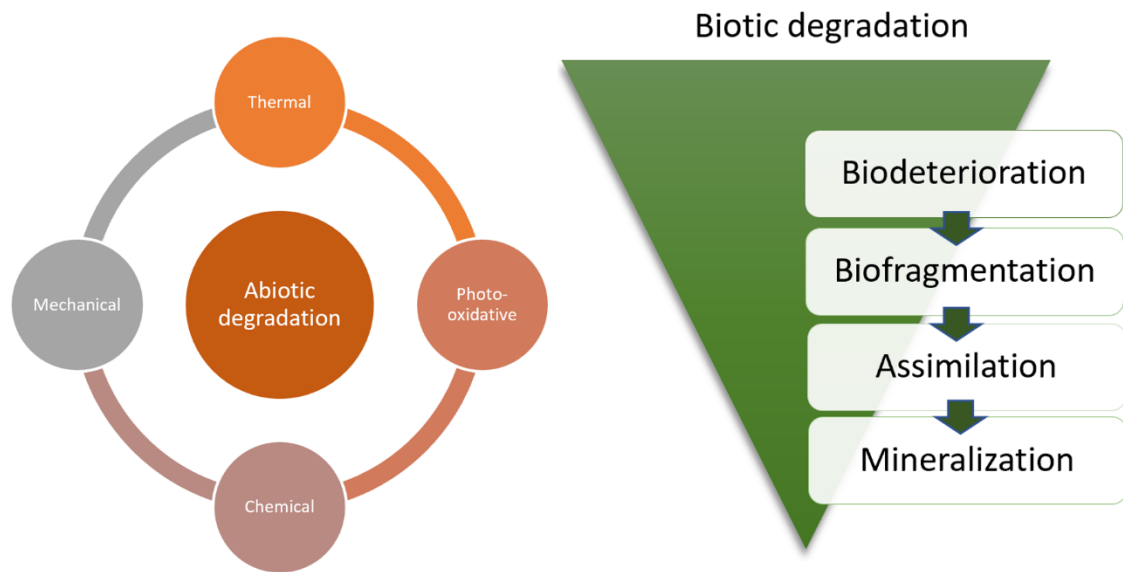 Thermal
Mechanical
Abiotic
degradation
Photo-
oxidative
Chemical
Biotic degradation
Biodeterioration
Biofragmentation
Assimilation
Mineralization